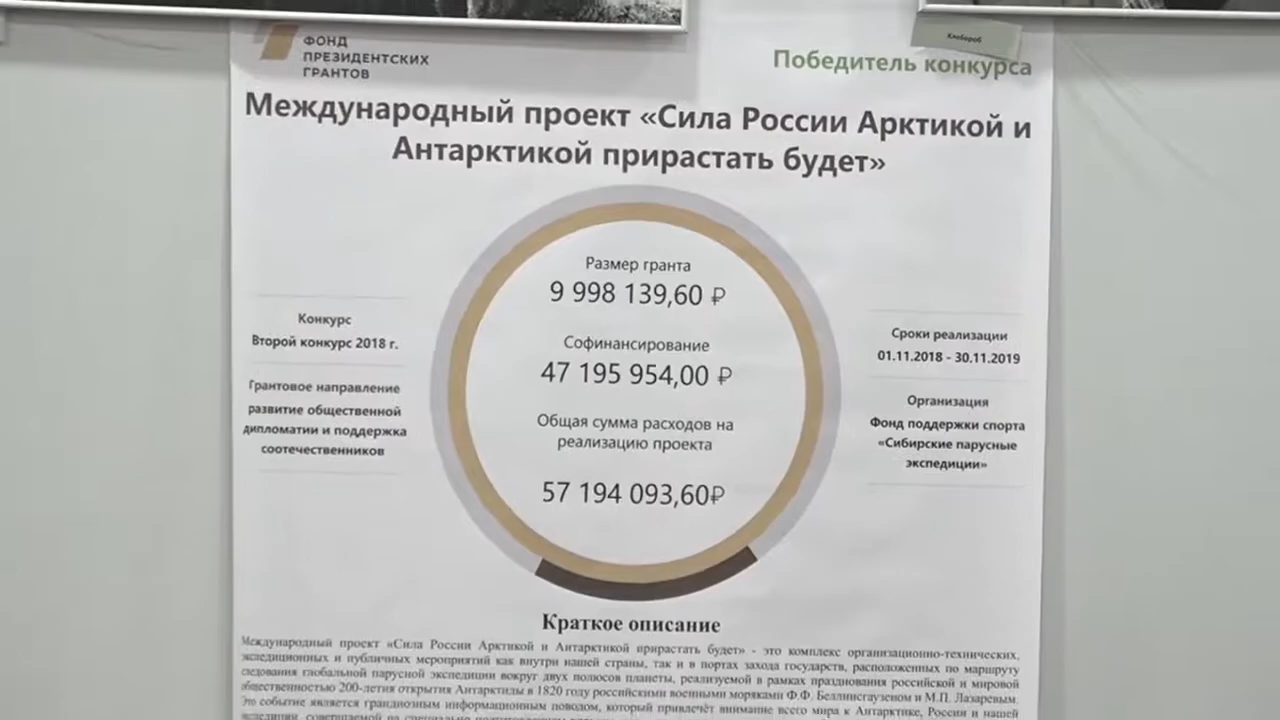 ФОНД
ПРЕЗИДЕНТСКИХ
ГРАНТОВ
Хлебороб
Победитель конкурса
Международный проект «Сила России Арктикой и
Антарктикой прирастать будет»
Размер гранта
9 998 139,60 ₽
Софинансирование
47 195 954,00 ₽
Общая сумма расходов на
реализацию проекта
57 194 093,60₽
Конкурс
Второй конкурс 2018 г.
Грантовое направление
развитие общественной
дипломатии и поддержка
соотечественников
Сроки реализации
01.11.2018 - 30.11.2019
Организация
Фонд поддержки спорта
«Сибирские парусные
экспедиции»
Краткое описание
Международный проект «Сила России Арктикой и Антарктикой прирастать будет» - это комплекс организационно-технических,
экспедиционных и публичных мероприятий как внутри нашей страны, так и в портах захода государств, расположенных по маршруту
следования глобальной парусной экспедиции вокруг двух полюсов планеты, реализуемой в рамках празднования российской и мировой
общественностью 200-летия открытия Антарктиды в 1820 году российскими военными моряками Ф.Ф. Беллинсгаузеном и М.П. Лазаревым.
Это событие является грандиозным информационным поводом, который привлечёт внимание всего мира к Антарктике, России и нашей